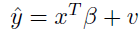 ŷ = x^T β + v